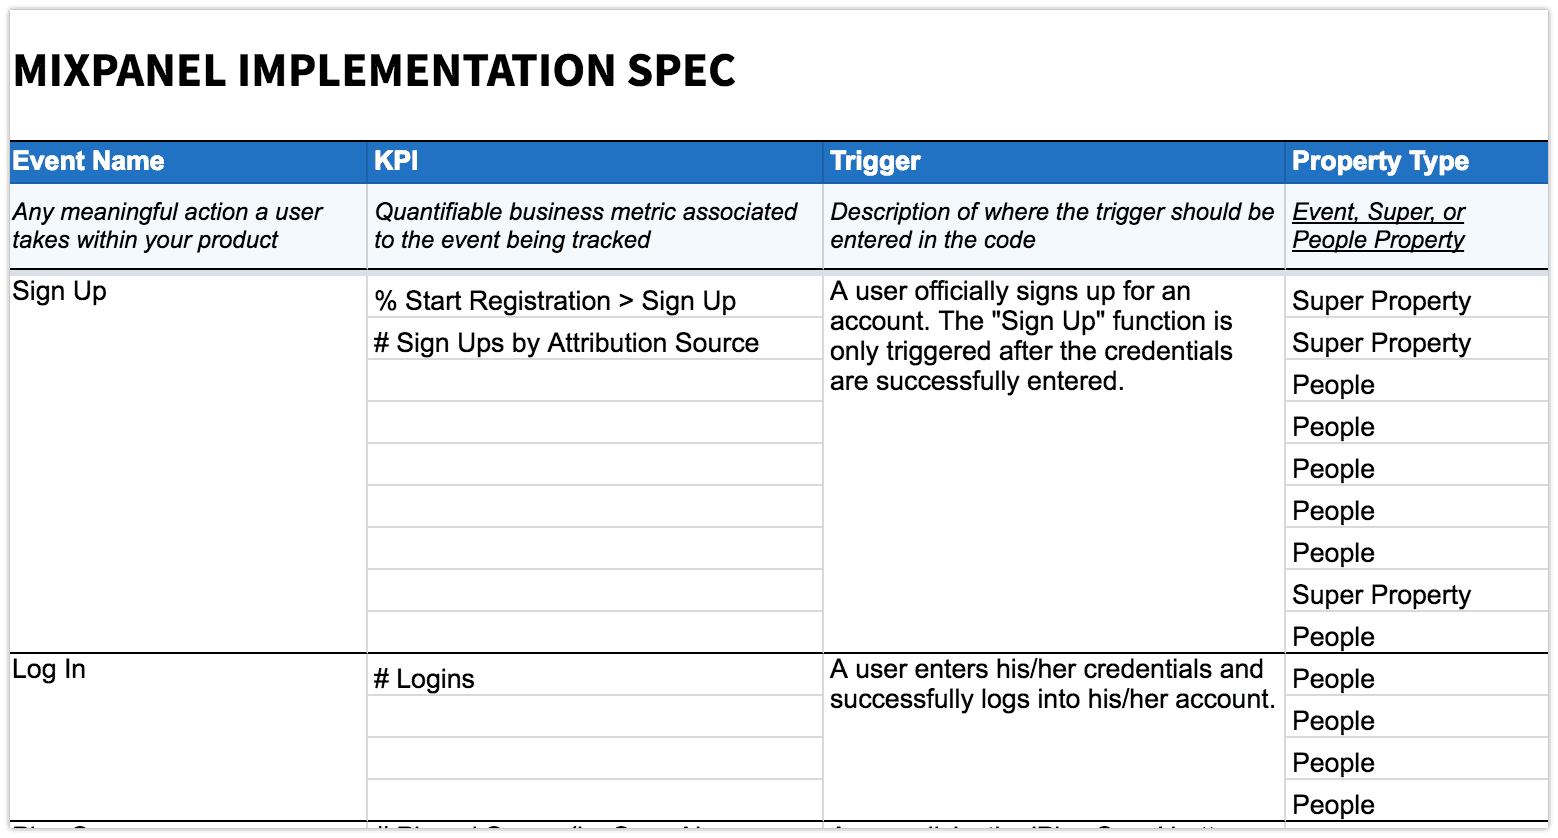 MIXPANEL IMPLEMENTATION SPEC
Event Name KPI Trigger Property Type
Any meaningful action a user
takes within your product
Quantifiable business metric associated
to the event being tracked
Description of where the trigger should be
entered in the code
Event, Super, or
People Property
Sign Up
% Start Registration > Sign Up
# Sign Ups by Attribution Source
A user officially signs up for an
account. The "Sign Up" function is
only triggered after the credentials
are successfully entered.
Super Property
Super Property
People
People
People
People
People
Super Property
People
Log In
# Logins
A user enters his/her credentials and
successfully logs into his/her account.
People
People
People
People